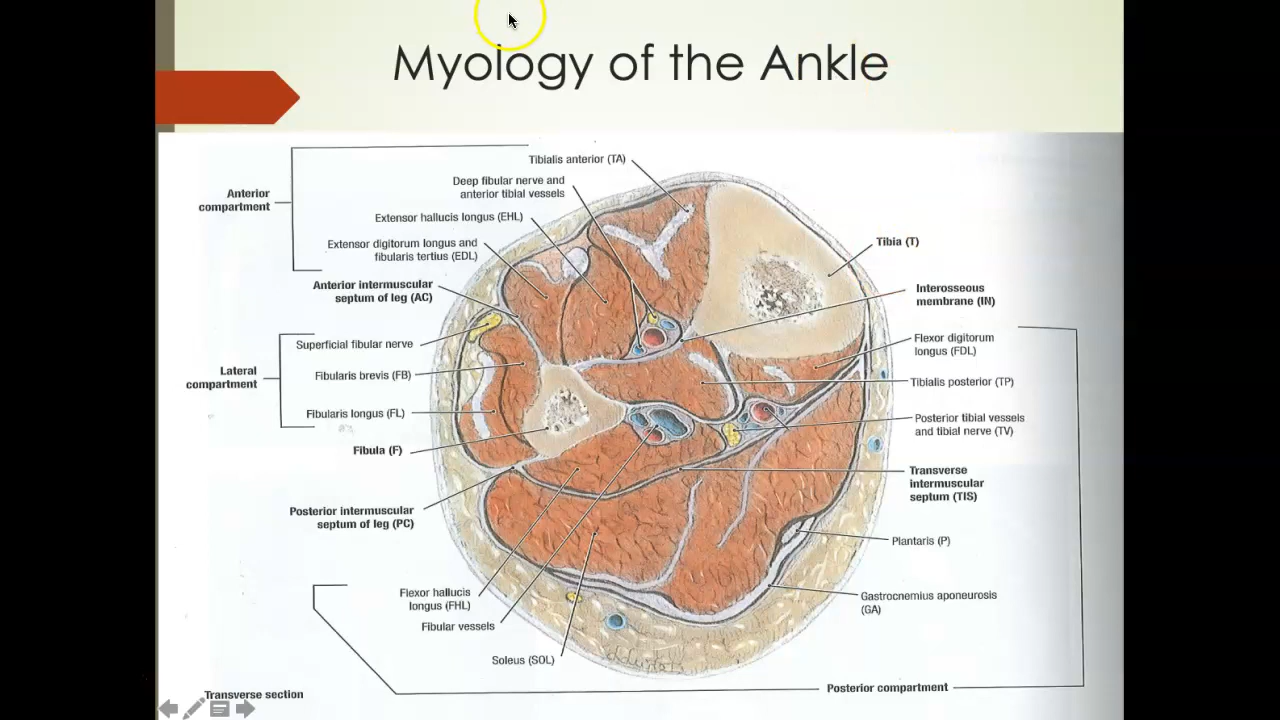 Myology of the Ankle
Tibialis anterior (TA)
Deep fibular nerve and
anterior tibial vessels
Anterior
compartment
Extensor hallucis longus (EHL)
Extensor digitorum longus and
fibularis tertius (EDL)
Anterior intermuscular
septum of leg (AC)
Superficial fibular nerve
Lateral
compartment
Fibularis brevis (FB)
Fibularis longus (FL)
Fibula (F)
Posterior intermuscular
septum of leg (PC)
Flexor hallucis
longus (FHL)
Fibular vessels
Soleus (SOL)
Transverse section
Tibia (T)
Interosseous
membrane (IN)
Flexor digitorum
longus (FDL)
Tibialis posterior (TP)
Posterior tibial vessels
and tibial nerve (TV)
Transverse
intermuscular
septum (TIS)
Plantaris (P)
Gastrocnemius aponeurosis
(GA)
Posterior compartment